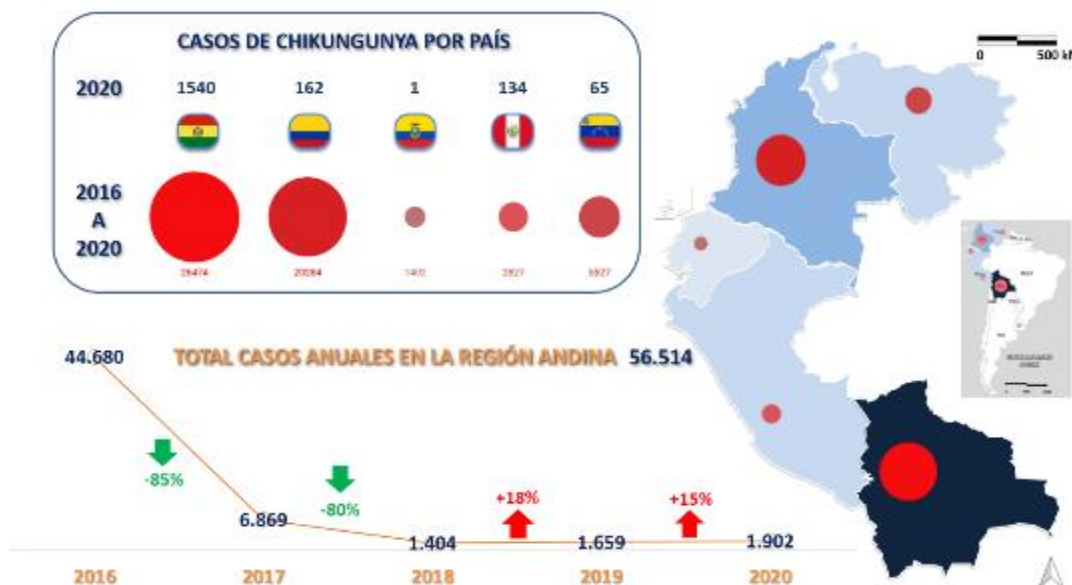 CASOS DE CHIKUNGUNYA POR PAÍS
2020 1540 162 1 134 65
2016
A
2020
0 500
TOTAL CASOS ANUALES EN LA REGIÓN ANDINA 56.514
44.680
-85%
6.869
-80%
1.404
+18%
1.659
+15%
1.902
2016 2017 2018 2019 2020